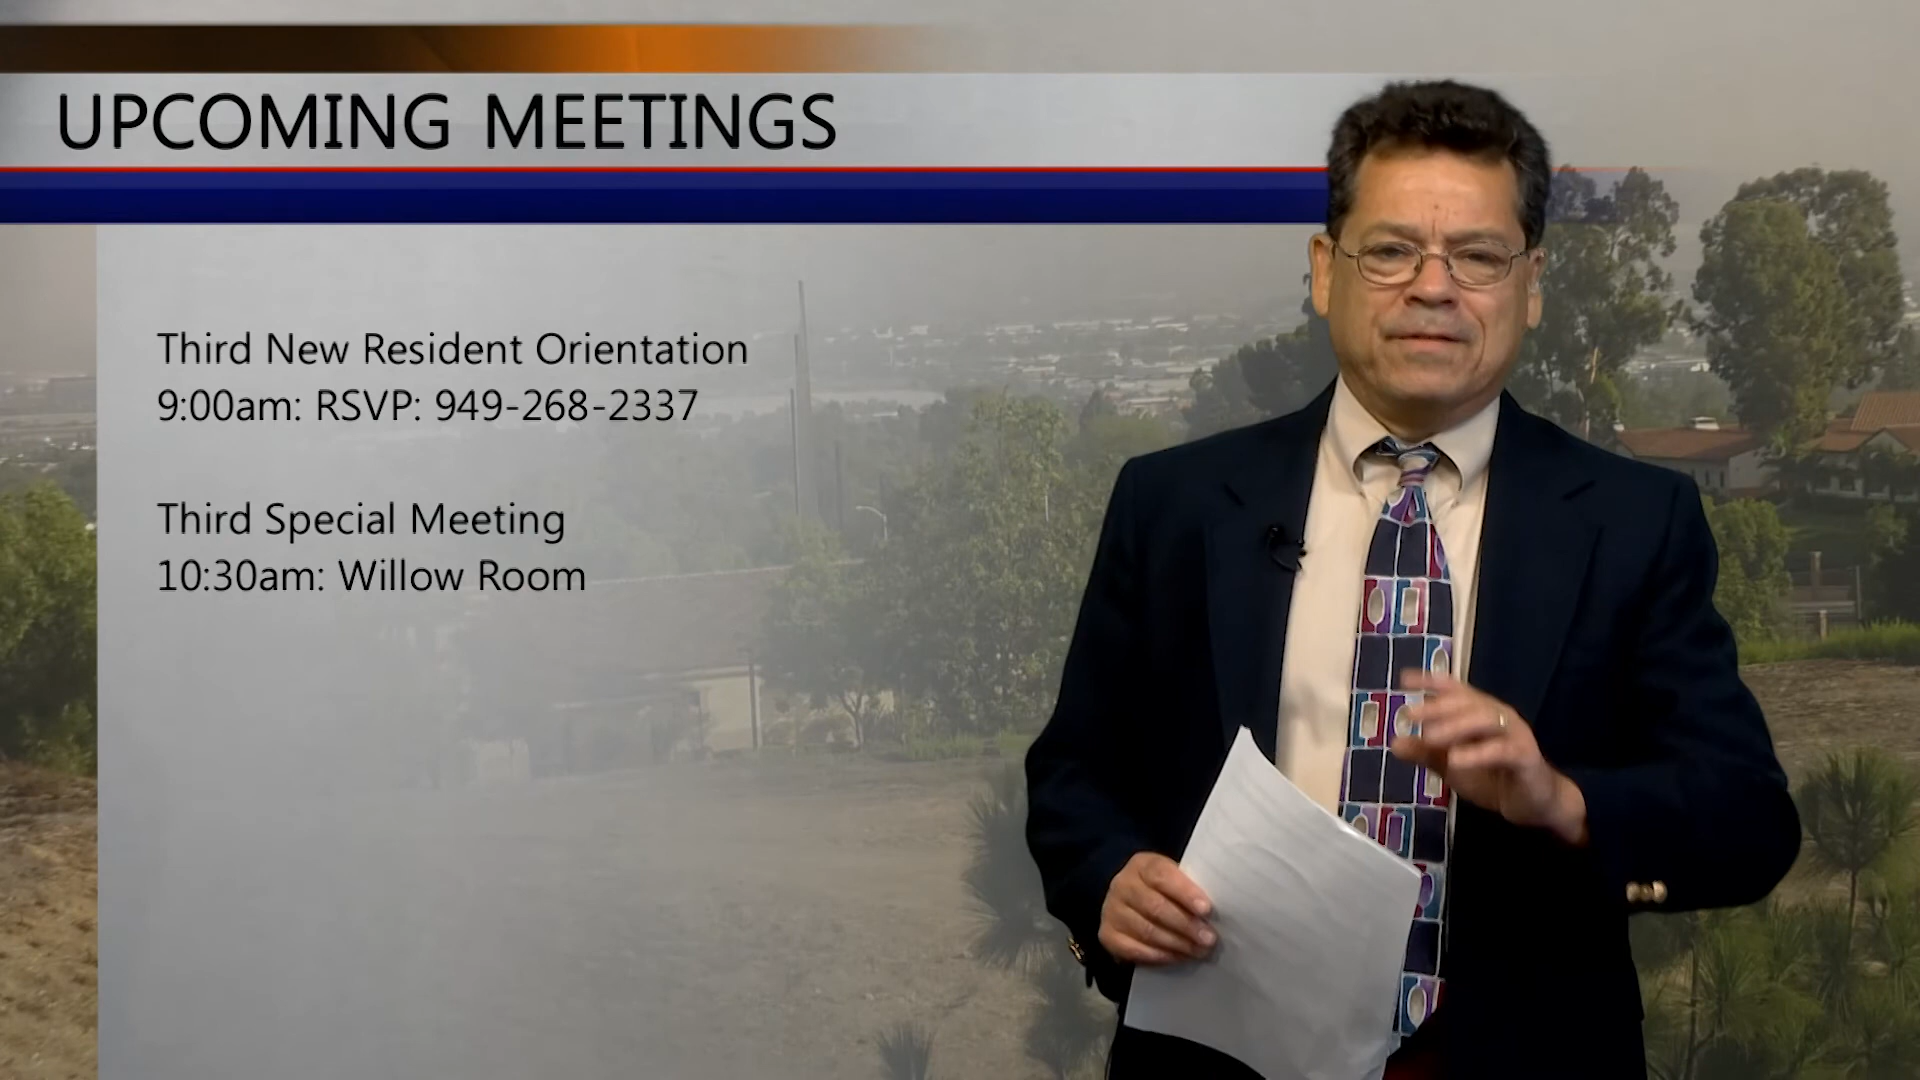 UPCOMING MEETINGS
Third New Resident Orientation
9:00am: RSVP: 949-268-2337
Third Special Meeting
10:30am: Willow Room